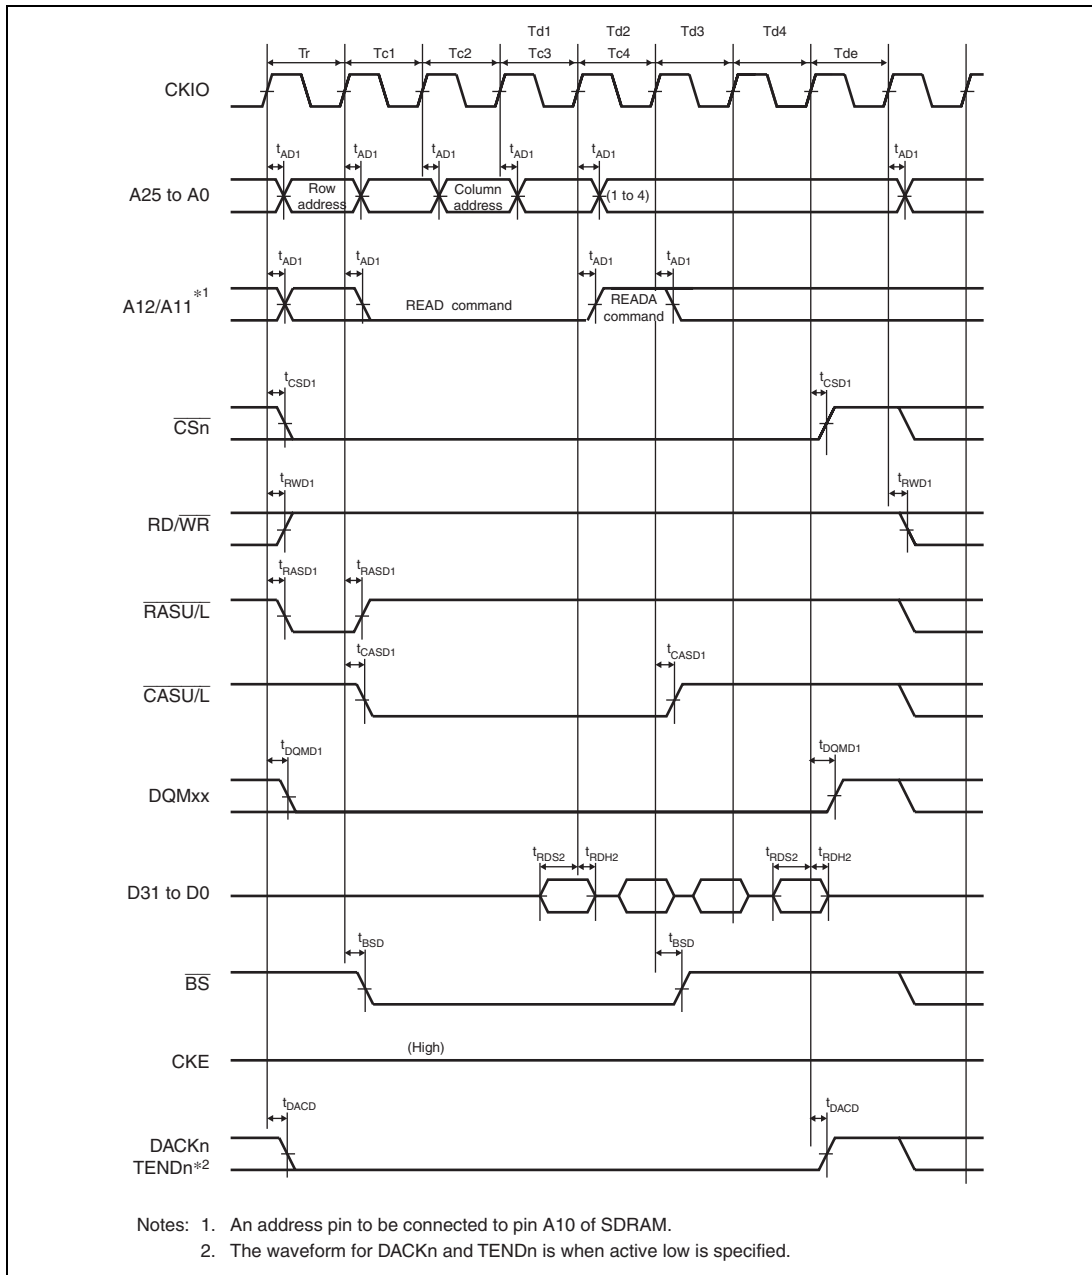 Td1 Td2 Td3 Td4
Tr Tc1 Tc2 Tc3 Tc4 Tde
CKIO
tAD1 tAD1 tAD1 tAD1 tAD1 tAD1
A25 to A0
Row address
Column address
(1 to 4)
tAD1 tAD1 tAD1 tAD1
A12/A11*1
READ command
READA command
tCSD1 tCSD1
CSn
tRWD1 tRWD1
RD/WR
tRASD1 tRASD1
RASU/L
tCASD1 tCASD1
CASU/L
tDQMD1 tDQMD1
DQMxx
tRDS2 tRDH2 tRDS2 tRDH2
D31 to D0
tBSD tBSD
BS
(High)
CKE
tDACD tDACD
DACKn
TENDn*2
Notes: 1. An address pin to be connected to pin A10 of SDRAM.
2. The waveform for DACKn and TENDn is when active low is specified.